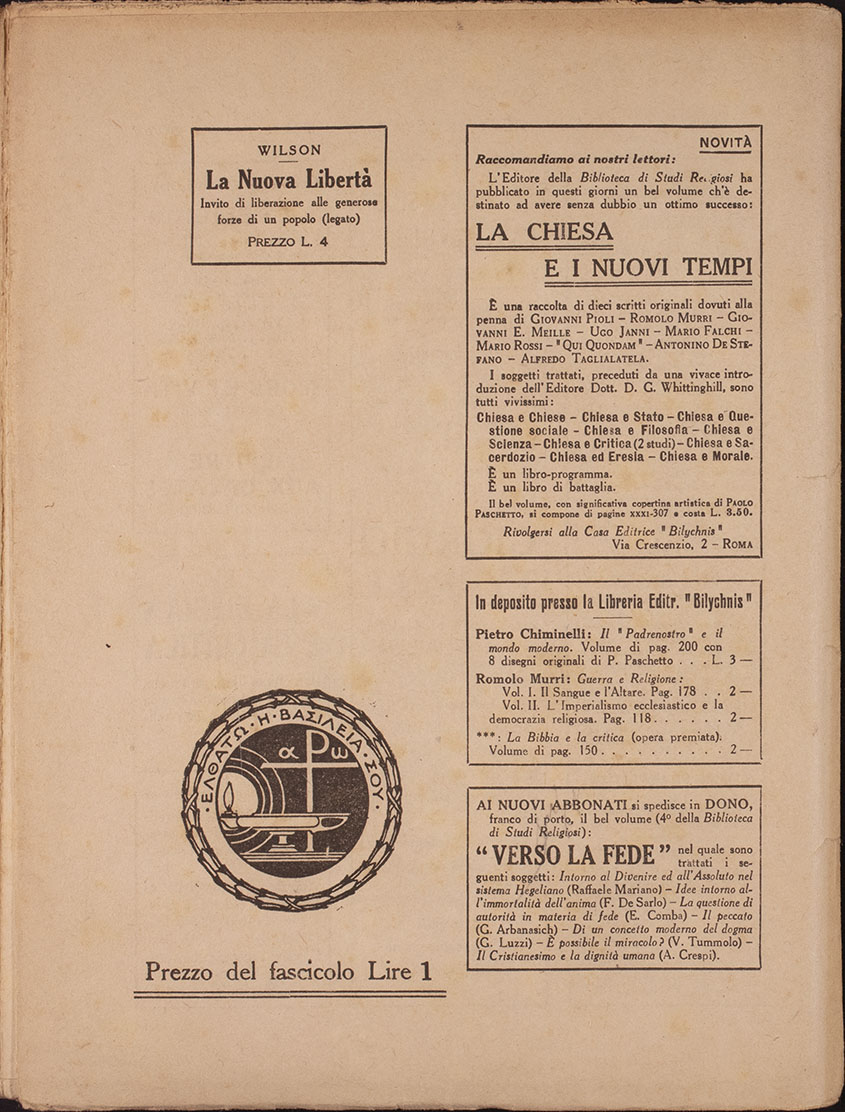 WILSON
La Nuova Libertà
Invito di liberazione alle generose
forze di un popolo (legato)
PREZZO L. 4
NOVITÀ
Raccomandiamo ai nostri lettori:
L'Editore della Biblioteca di Studi Religiosi ha
pubblicato in questi giorni un bel volume ch'è de-
stinato ad avere senza dubbio un ottimo successo:
LA CHIESA
E I NUOVI TEMPI
È una raccolta di dieci scritti originali dovuti alla
penna di GIOVANNI PIOLI – ROMOLO MURRI – GIO-
VANNI E. MEILLE – UGO JANNI – MARIO FALCHI –
MARIO ROSSI – "QUI QUONDAM" – ANTONINO DE STE-
FANO – ALFREDO TAGLIALATELA.
I soggetti trattati, preceduti da una vivace intro-
duzione dell'Editore Dott. D. G. Whittinghill, sono
tutti vivissimi:
Chiesa e Chiese – Chiesa e Stato – Chiesa e Que-
stione sociale – Chiesa e Filosofia – Chiesa e
Scienza – Chiesa e Critica (2 studi) – Chiesa e Sa-
cerdozio – Chiesa ed Eresia – Chiesa e Morale.
È un libro-programma.
È un libro di battaglia.
Il bel volume, con significativa copertina artistica di PAOLO
PASCHETTO, si compone di pagine XXXI-307 e costa L. 3.50.
Rivolgersi alla Casa Editrice "Bilychnis"
Via Crescenzio, 2 – ROMA
In deposito presso la Libreria Editr. "Bilychnis"
Pietro Chiminelli: Il "Padrenostro" e il
mondo moderno. Volume di pag. 200 con
8 disegni originali di P. Paschetto . . . L. 3 —
Romolo Murri: Guerra e Religione:
Vol. I. Il Sangue e l'Altare. Pag. 178 . . 2 —
Vol. II. L'Imperialismo ecclesiastico e la
democrazia religiosa. Pag. 118 . . . . . . 2 —
***: La Bibbia e la critica (opera premiata).
Volume di pag. 150 . . . . . . . . . . 2 —
AI NUOVI ABBONATI si spedisce in DONO,
franco di porto, il bel volume (4º della Biblioteca
di Studi Religiosi):
"VERSO LA FEDE" nel quale sono
trattati i se-
guenti soggetti: Intorno al Divenire ed all'Assoluto nel
sistema Hegeliano (Raffaele Mariano) – Idee intorno al-
l'immortalità dell'anima (F. De Sarlo) – La questione di
autorità in materia di fede (E. Comba) – Il peccato
(G. Arbanasich) – Di un concetto moderno del dogma
(G. Luzzi) – È possibile il miracolo? (V. Tummolo) –
Il Cristianesimo e la dignità umana (A. Crespi).
·ΕΛΘΑΤΩ·Η·ΒΑΣΙΛΕΙΑ·ΣΟΥ·
α Ρ ω
Prezzo del fascicolo Lire 1